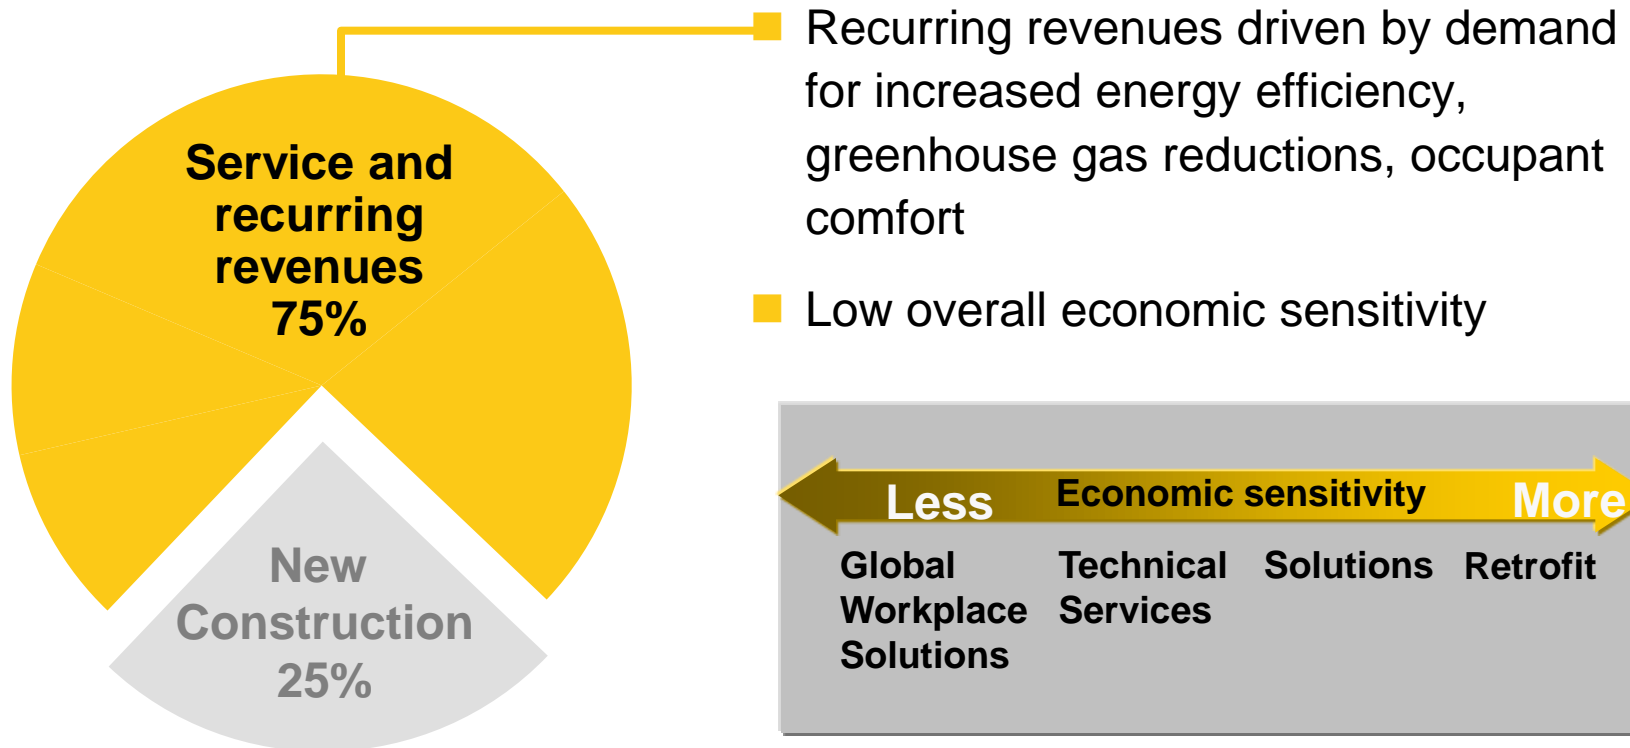 Service and
recurring
revenues
75%
New
Construction
25%
Recurring revenues driven by demand
for increased energy efficiency,
greenhouse gas reductions, occupant
comfort
Low overall economic sensitivity
Less Economic sensitivity More
Global Workplace Solutions
Technical Services
Solutions
Retrofit